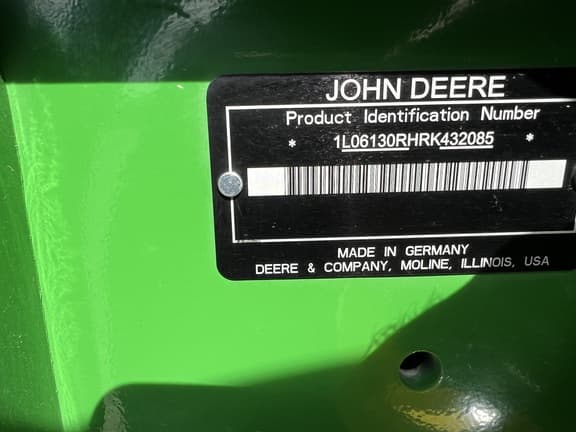 JOHN DEERE
Product Identification Number
* 1L06130RHRK432085 *
MADE IN GERMANY
DEERE & COMPANY, MOLINE, ILLINOIS, USA